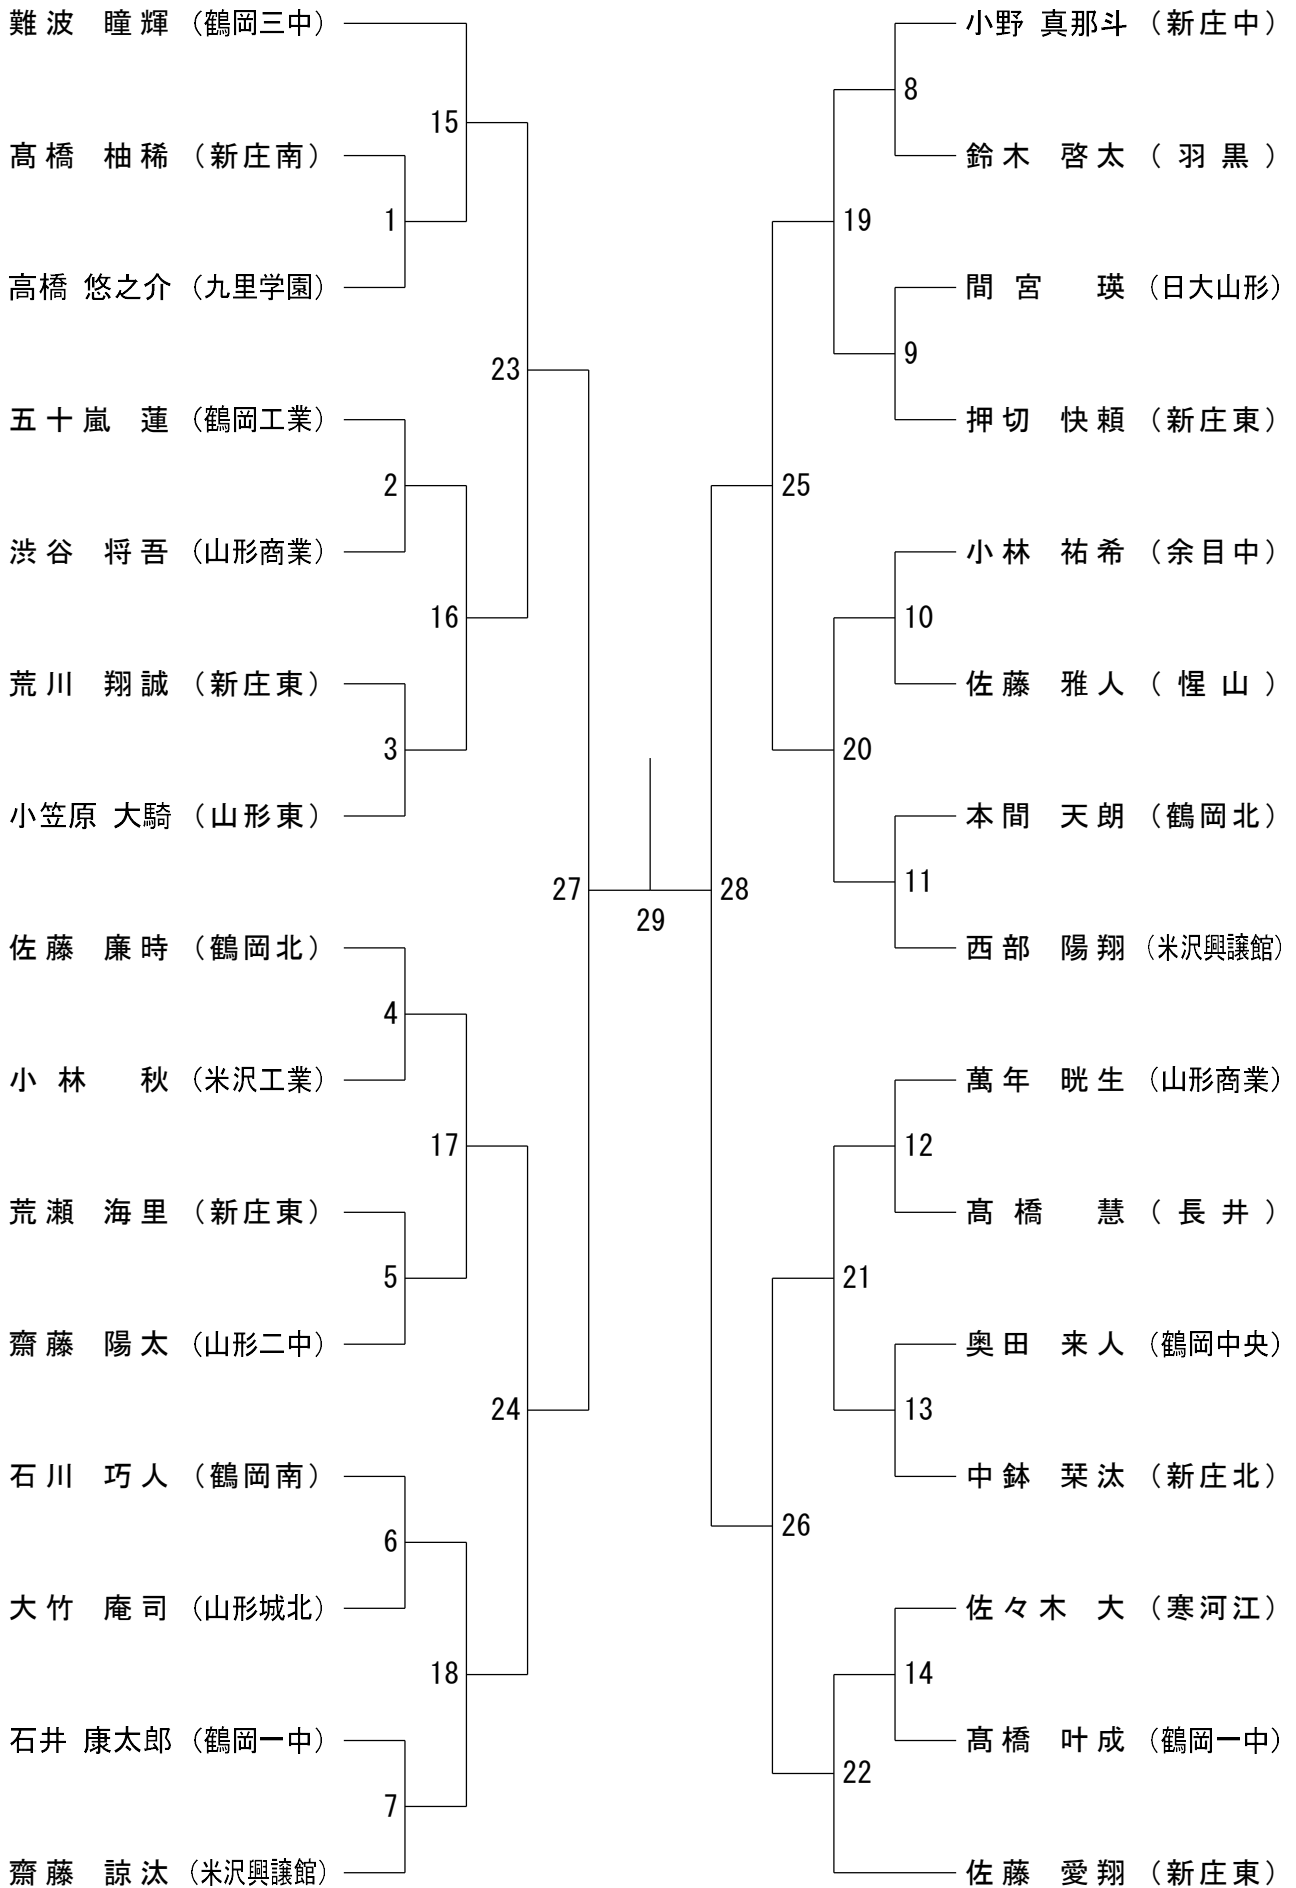 難波 瞳輝 (鶴岡三中)
15
髙橋 柚稀 (新庄南)
1
高橋 悠之介 (九里学園)
23
五十嵐 蓮 (鶴岡工業)
2
渋谷 将吾 (山形商業)
16
荒川 翔誠 (新庄東)
3
小笠原 大騎 (山形東)
27
佐藤 廉時 (鶴岡北)
4
小林 秋 (米沢工業)
17
荒瀬 海里 (新庄東)
5
齋藤 陽太 (山形二中)
24
石川 巧人 (鶴岡南)
6
大竹 庵司 (山形城北)
18
石井 康太郎 (鶴岡一中)
7
齋藤 諒汰 (米沢興譲館)
29
小野 真那斗 (新庄中)
8
鈴木 啓太 (羽黒)
19
間宮 瑛 (日大山形)
9
押切 快頼 (新庄東)
25
小林 祐希 (余目中)
10
佐藤 雅人 (惺山)
20
本間 天朗 (鶴岡北)
11
28
西部 陽翔 (米沢興譲館)
萬年 晄生 (山形商業)
12
髙橋 慧 (長井)
21
奥田 来人 (鶴岡中央)
13
中鉢 栞汰 (新庄北)
26
佐々木 大 (寒河江)
14
髙橋 叶成 (鶴岡一中)
22
佐藤 愛翔 (新庄東)